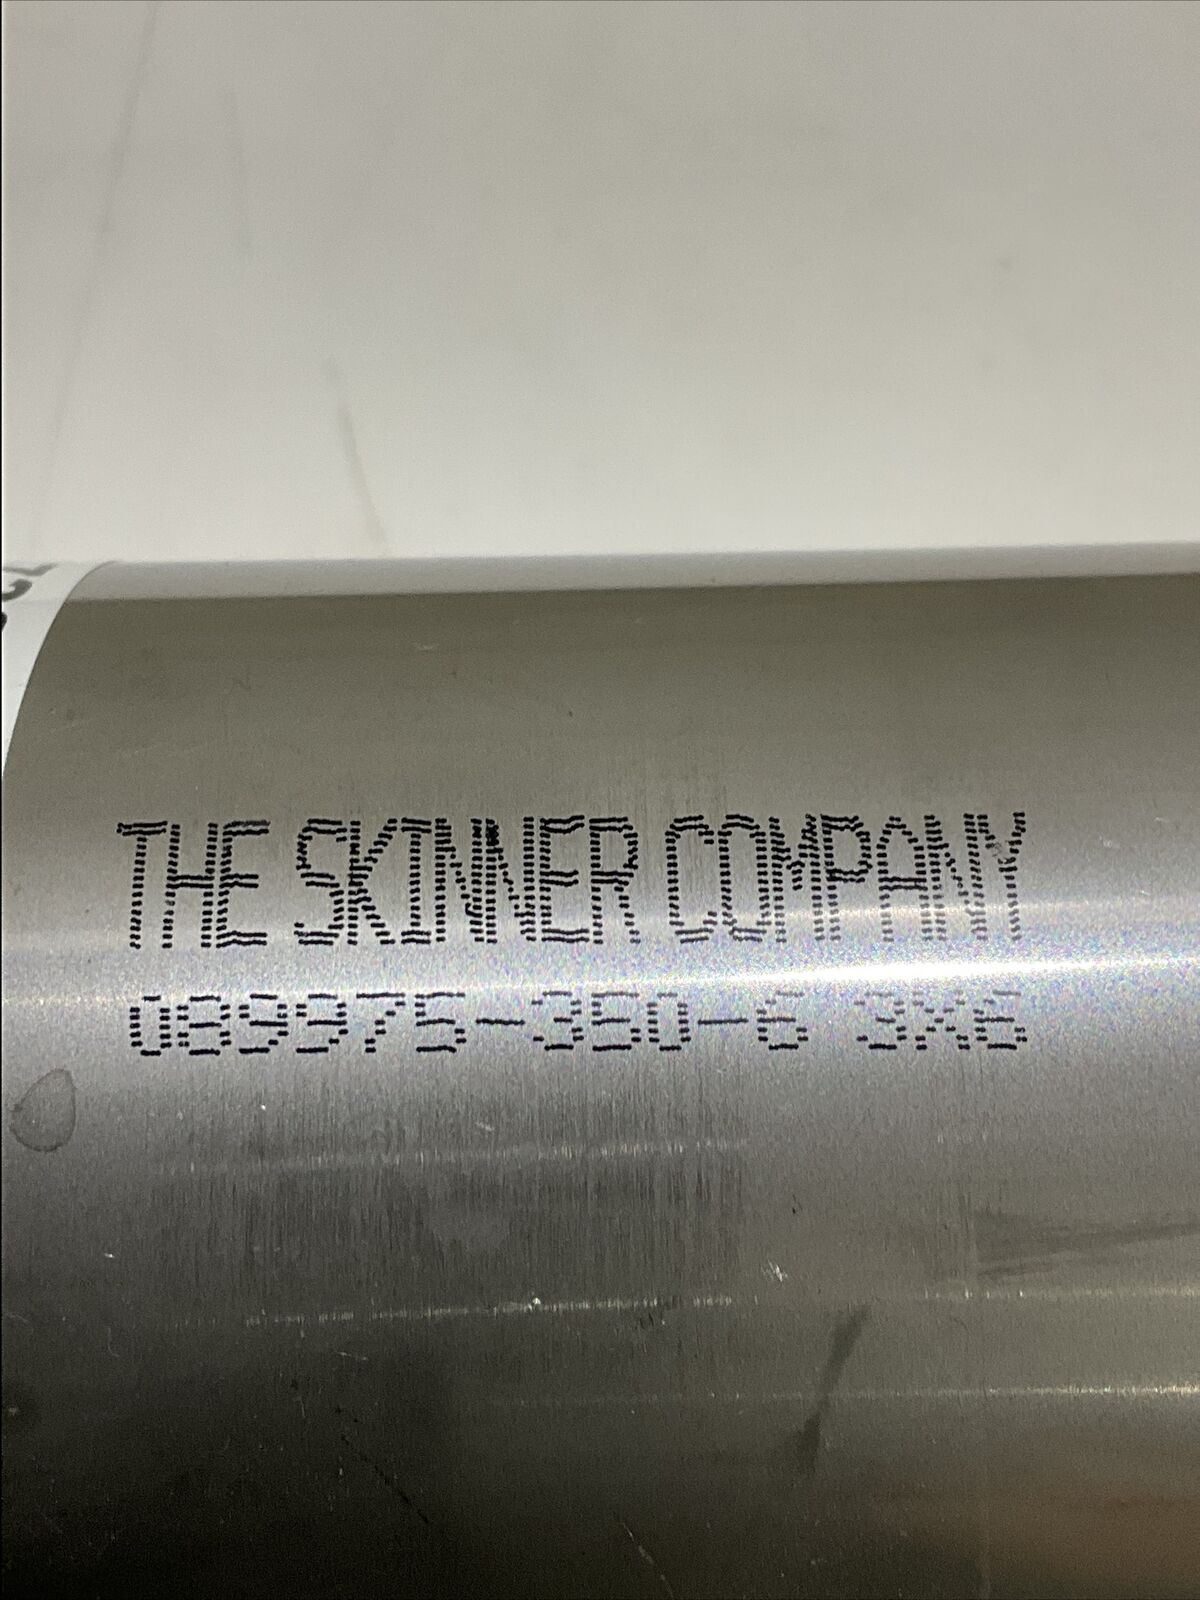 THE SKINNER COMPANY
089975-350-6 3X6